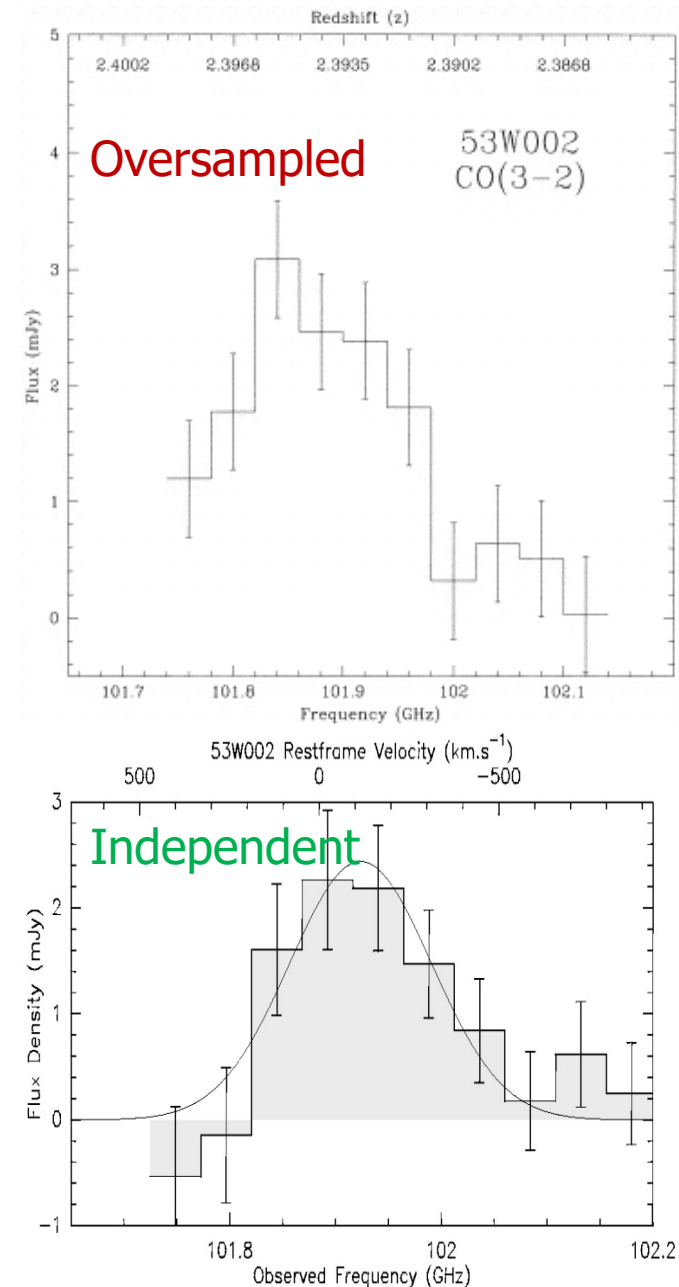 Redshift (z)
5
2.4002 2.3968 2.3935 2.3902 2.3868
Oversampled
53W002
CO(3−2)
4
3
2
1
0
Flux (mJy)
101.7 101.8 101.9 102 102.1
Frequency (GHz)
53W002 Restframe Velocity (km.s⁻¹)
500 0 −500
3
Independent
2
1
0
−1
Flux Density (mJy)
101.8 102 102.2
Observed Frequency (GHz)